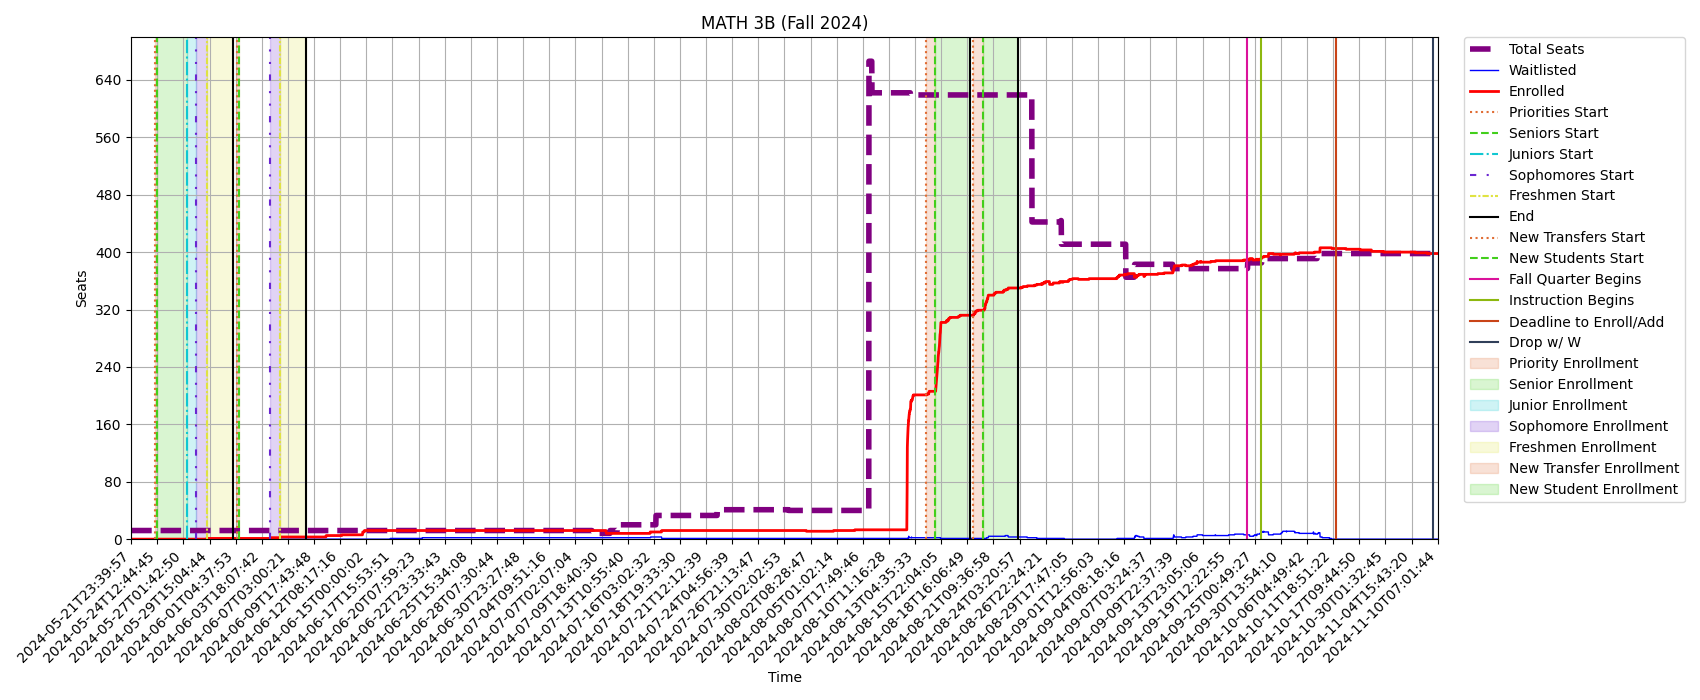 MATH 3B (Fall 2024)
Seats
640
560
480
400
320
240
160
80
0
2024-05-21T23:39:57
2024-05-24T12:44:45
2024-05-27T01:42:50
2024-05-29T15:04:44
2024-06-01T04:37:53
2024-06-03T18:07:42
2024-06-07T03:00:21
2024-06-09T17:43:48
2024-06-12T08:17:16
2024-06-15T00:00:02
2024-06-17T15:53:51
2024-06-20T07:59:23
2024-06-22T23:33:45
2024-06-25T15:34:08
2024-06-28T07:30:44
2024-06-30T23:27:48
2024-07-04T09:51:16
2024-07-07T02:07:04
2024-07-09T18:40:30
2024-07-13T10:55:40
2024-07-16T03:02:32
2024-07-18T19:33:30
2024-07-21T12:12:39
2024-07-24T04:56:39
2024-07-26T21:13:47
2024-07-30T02:02:53
2024-08-02T08:28:47
2024-08-05T01:02:14
2024-08-07T17:49:46
2024-08-10T11:16:28
2024-08-13T04:35:33
2024-08-15T22:04:05
2024-08-18T16:06:49
2024-08-21T09:36:58
2024-08-24T03:20:57
2024-08-26T22:24:21
2024-08-29T17:47:05
2024-09-01T12:56:03
2024-09-04T08:18:16
2024-09-07T03:24:37
2024-09-09T22:37:39
2024-09-13T23:05:06
2024-09-19T12:22:55
2024-09-25T00:49:27
2024-09-30T13:54:10
2024-10-06T04:49:42
2024-10-11T18:51:22
2024-10-17T09:44:50
2024-10-30T01:32:45
2024-11-04T15:43:20
2024-11-10T07:01:44
Time
Total Seats
Waitlisted
Enrolled
Priorities Start
Seniors Start
Juniors Start
Sophomores Start
Freshmen Start
End
New Transfers Start
New Students Start
Fall Quarter Begins
Instruction Begins
Deadline to Enroll/Add
Drop w/ W
Priority Enrollment
Senior Enrollment
Junior Enrollment
Sophomore Enrollment
Freshmen Enrollment
New Transfer Enrollment
New Student Enrollment